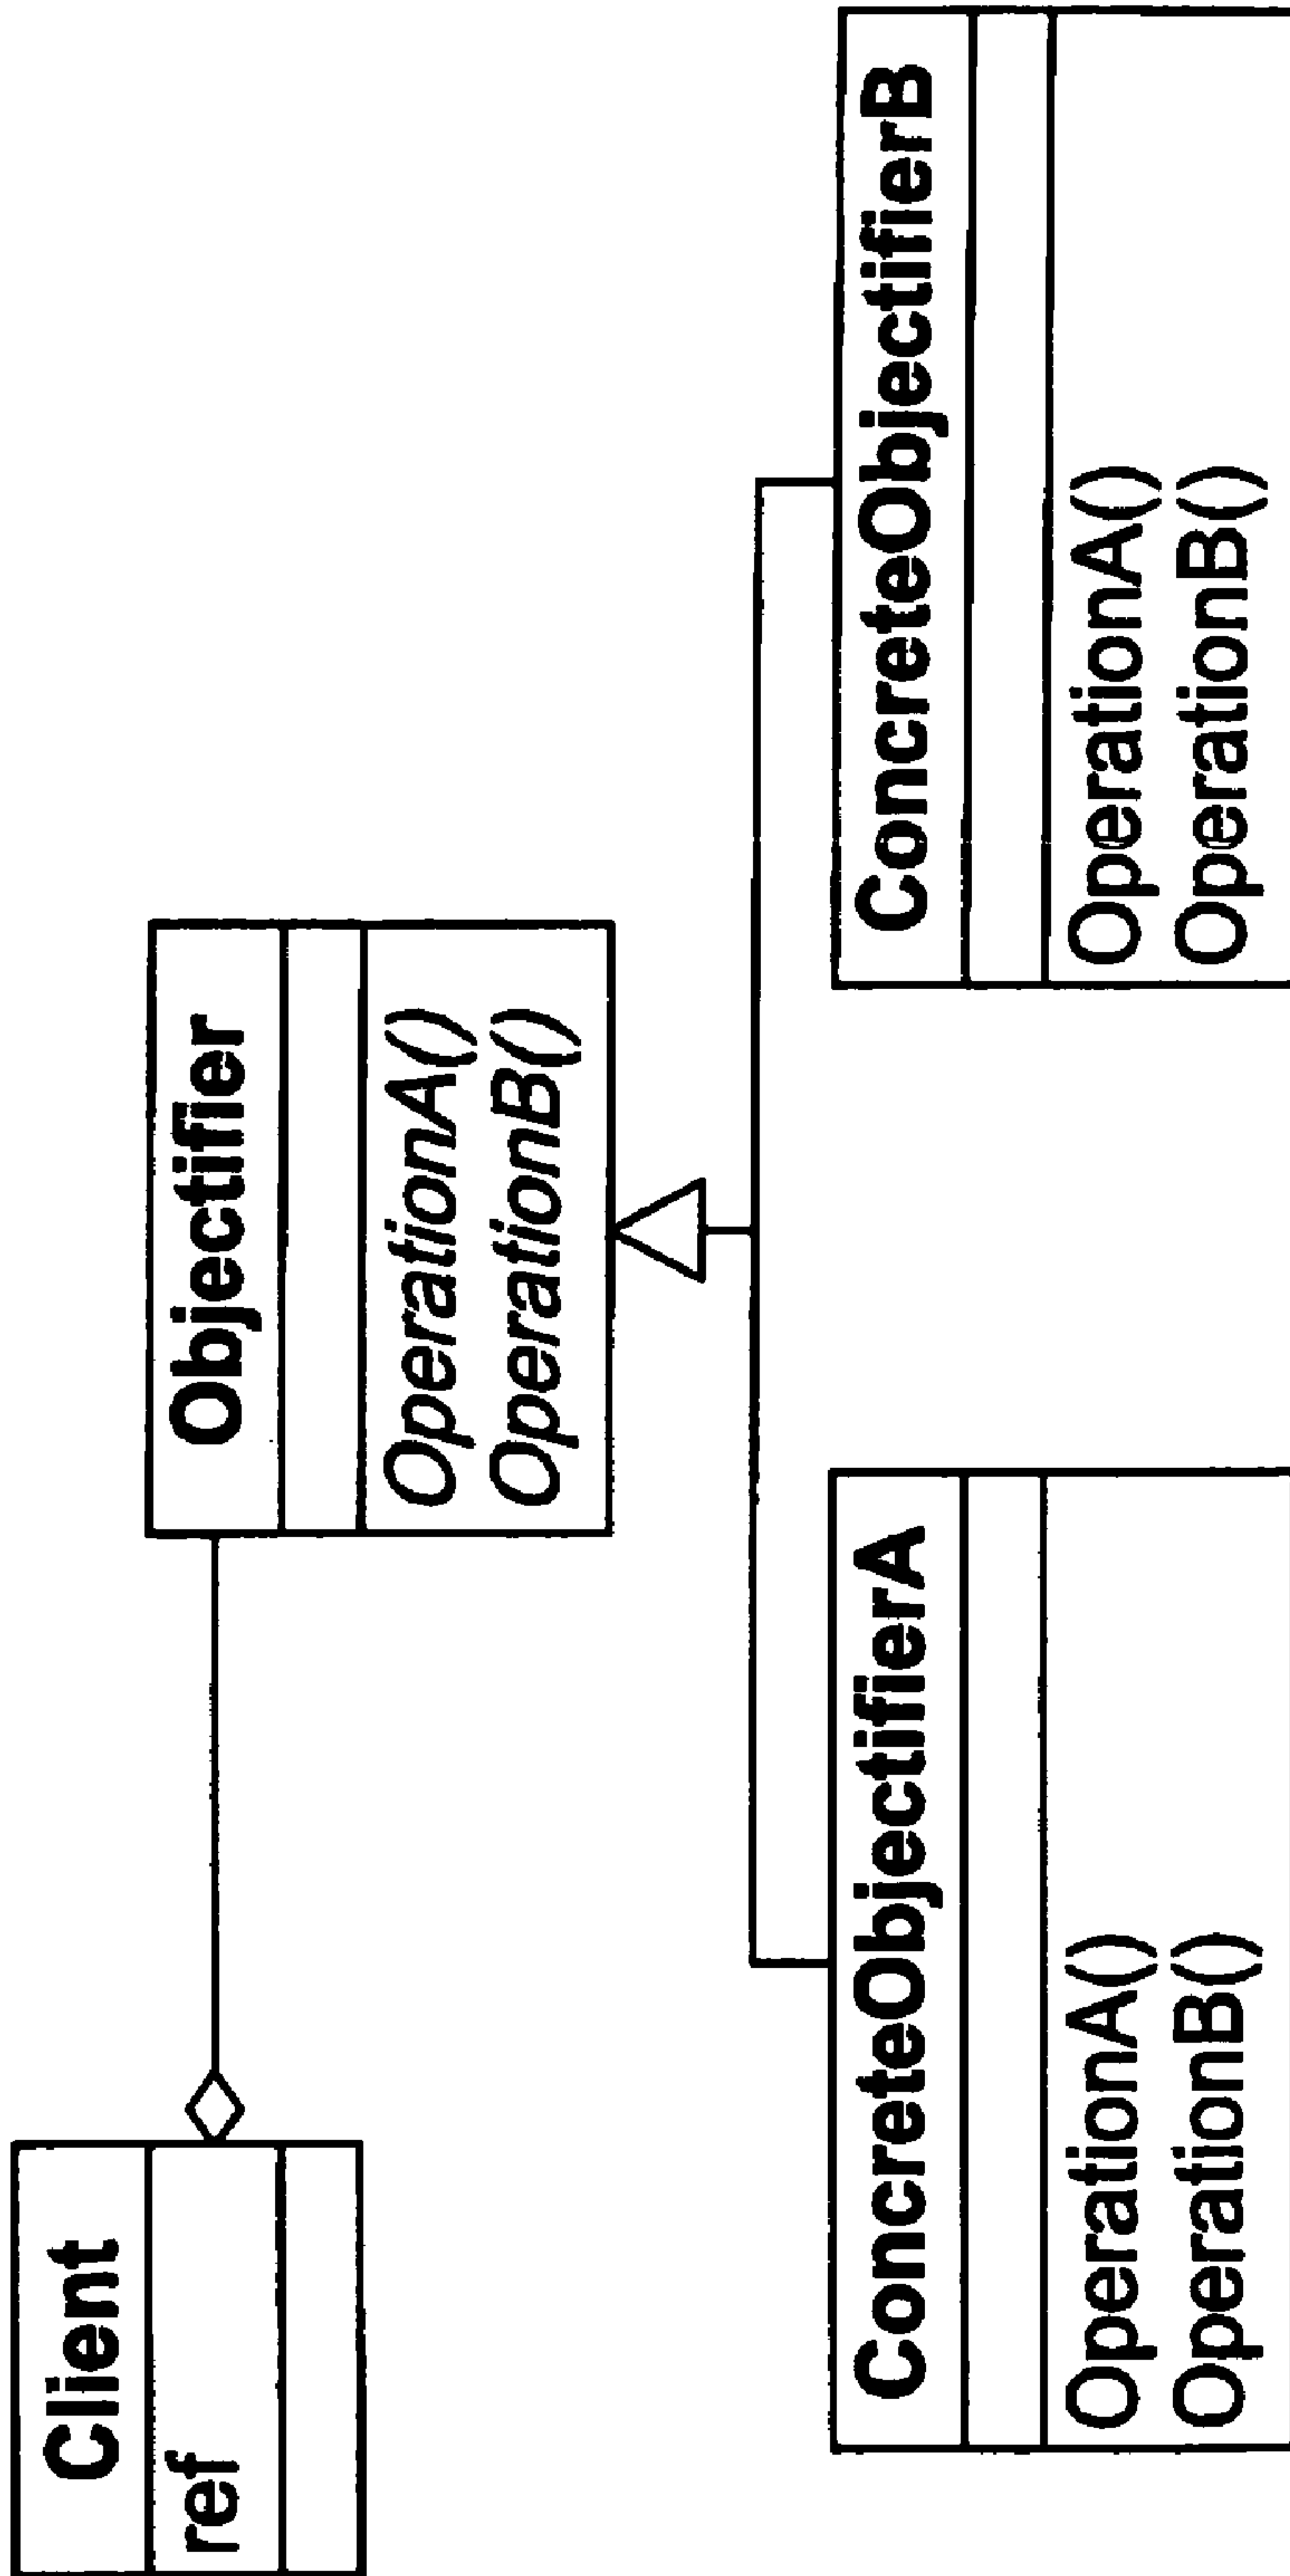 Client
ref
Objectifier
OperationA()
OperationB()
ConcreteObjectifierA
OperationA()
OperationB()
ConcreteObjectifierB
OperationA()
OperationB()